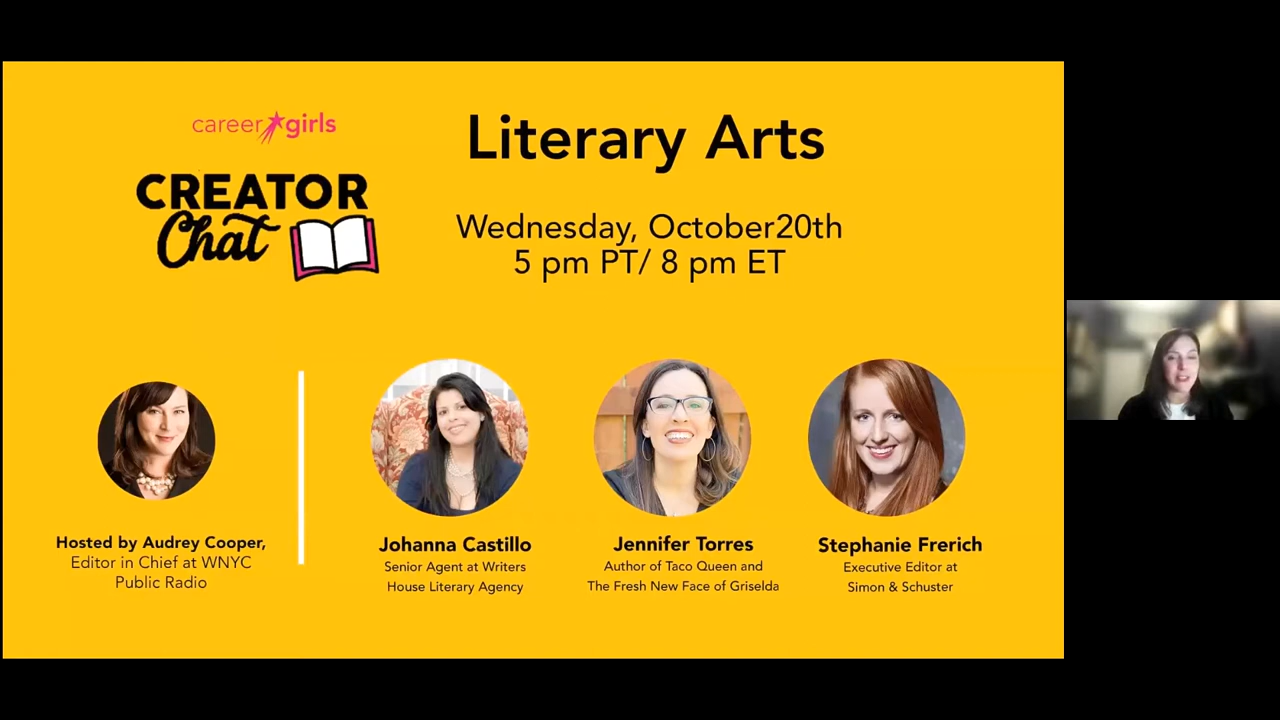 career girls
CREATOR
Chat
Literary Arts
Wednesday, October20th
5 pm PT/ 8 pm ET
Hosted by Audrey Cooper,
Editor in Chief at WNYC
Public Radio
Johanna Castillo
Senior Agent at Writers
House Literary Agency
Jennifer Torres
Author of Taco Queen and
The Fresh New Face of Griselda
Stephanie Frerich
Executive Editor at
Simon & Schuster